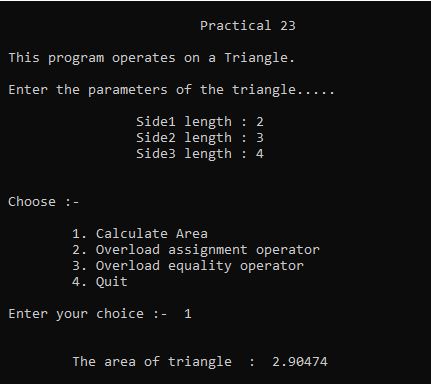 Practical 23
This program operates on a Triangle.
Enter the parameters of the triangle.....
Side1 length : 2
Side2 length : 3
Side3 length : 4
Choose :-
1. Calculate Area
2. Overload assignment operator
3. Overload equality operator
4. Quit
Enter your choice :-  1
The area of triangle  :  2.90474